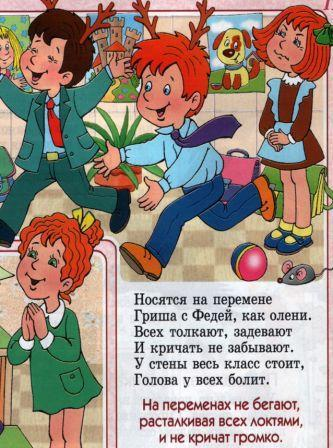 Носятся на перемене
Гриша с Федей, как олени.
Всех толкают, задевают
И кричать не забывают.
У стены весь класс стоит,
Голова у всех болит.
На переменах не бегают,
расталкивая всех локтями,
и не кричат громко.